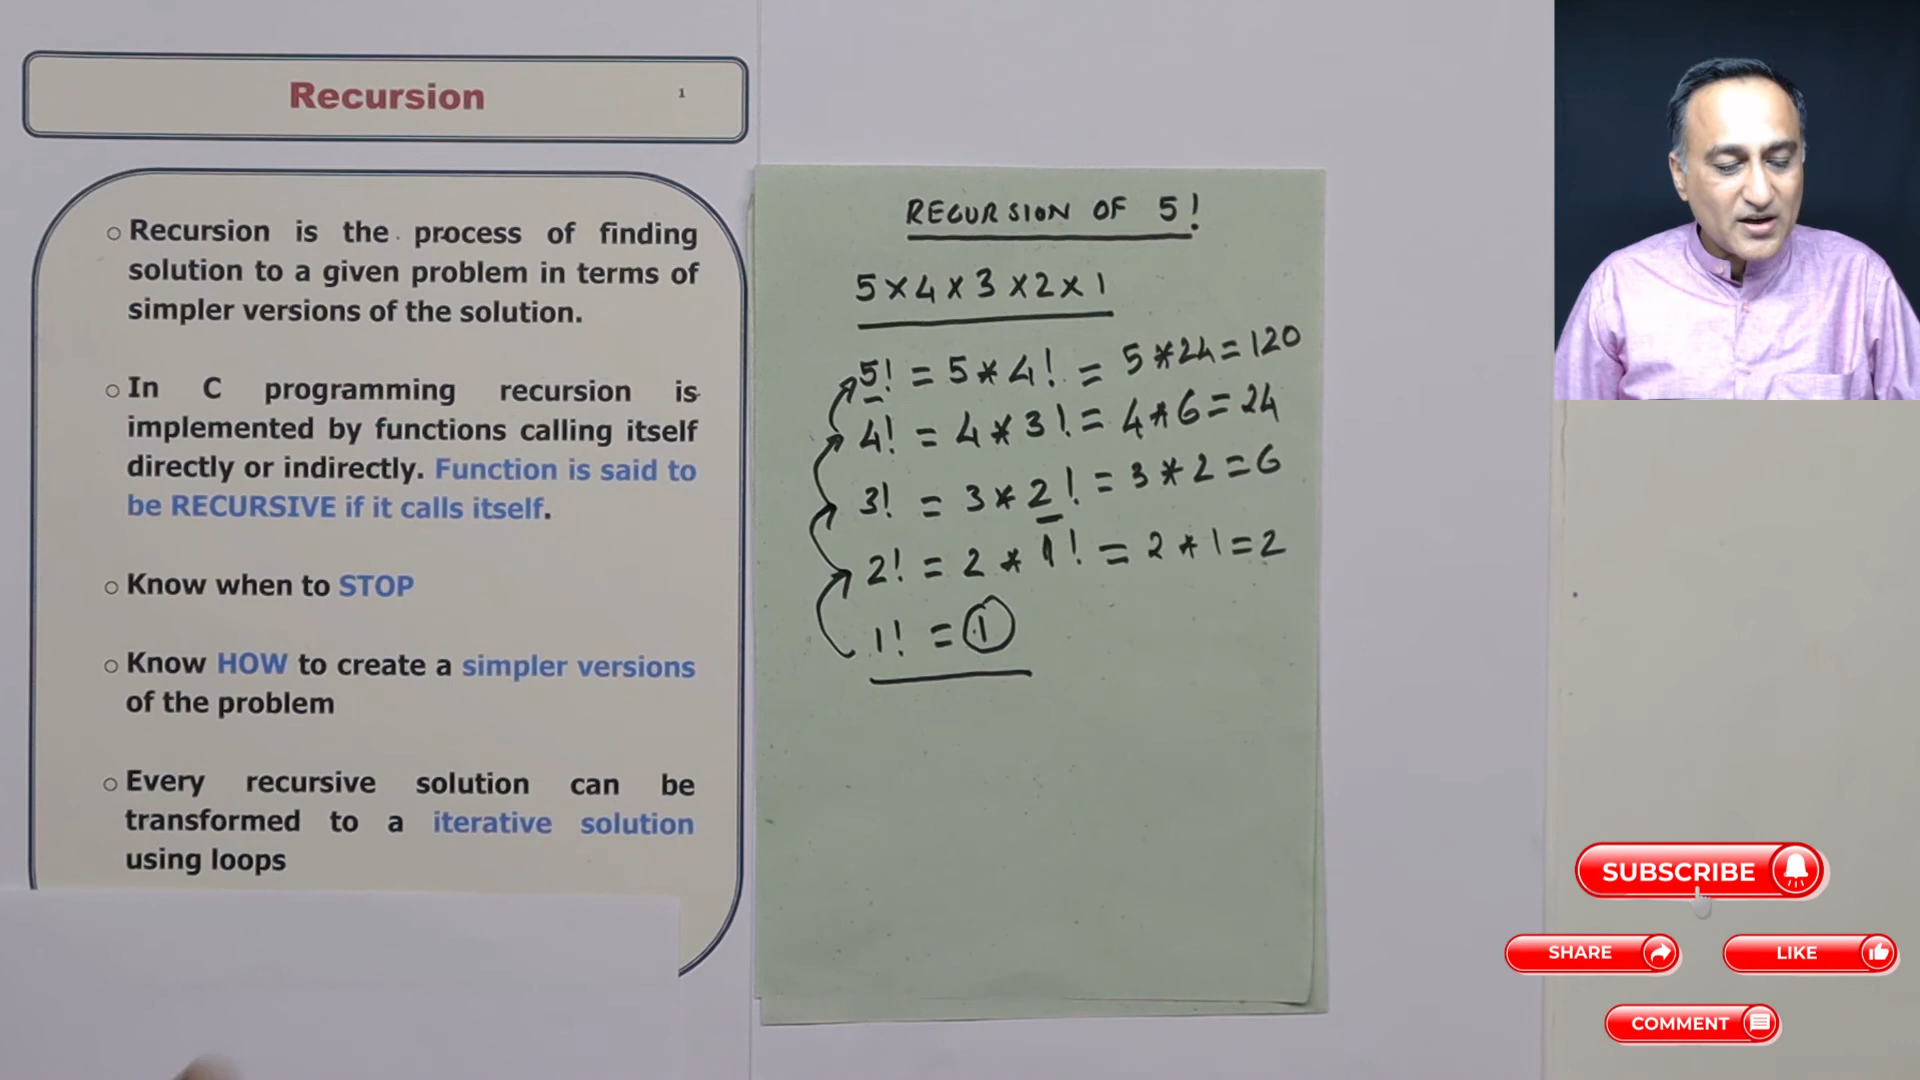 Recursion
1
Recursion is the process of finding
solution to a given problem in terms of
simpler versions of the solution.
In C programming recursion is
implemented by functions calling itself
directly or indirectly. Function is said to
be RECURSIVE if it calls itself.
Know when to STOP
Know HOW to create a simpler versions
of the problem
Every recursive solution can be
transformed to a iterative solution
using loops
RECURSION OF 5!
5×4×3×2×1
5! = 5*4! = 5*24=120
4! = 4*3! = 4*6=24
3! = 3*2! = 3*2=6
2! = 2*1! = 2*1=2
1! = 1
SUBSCRIBE
SHARE
LIKE
COMMENT